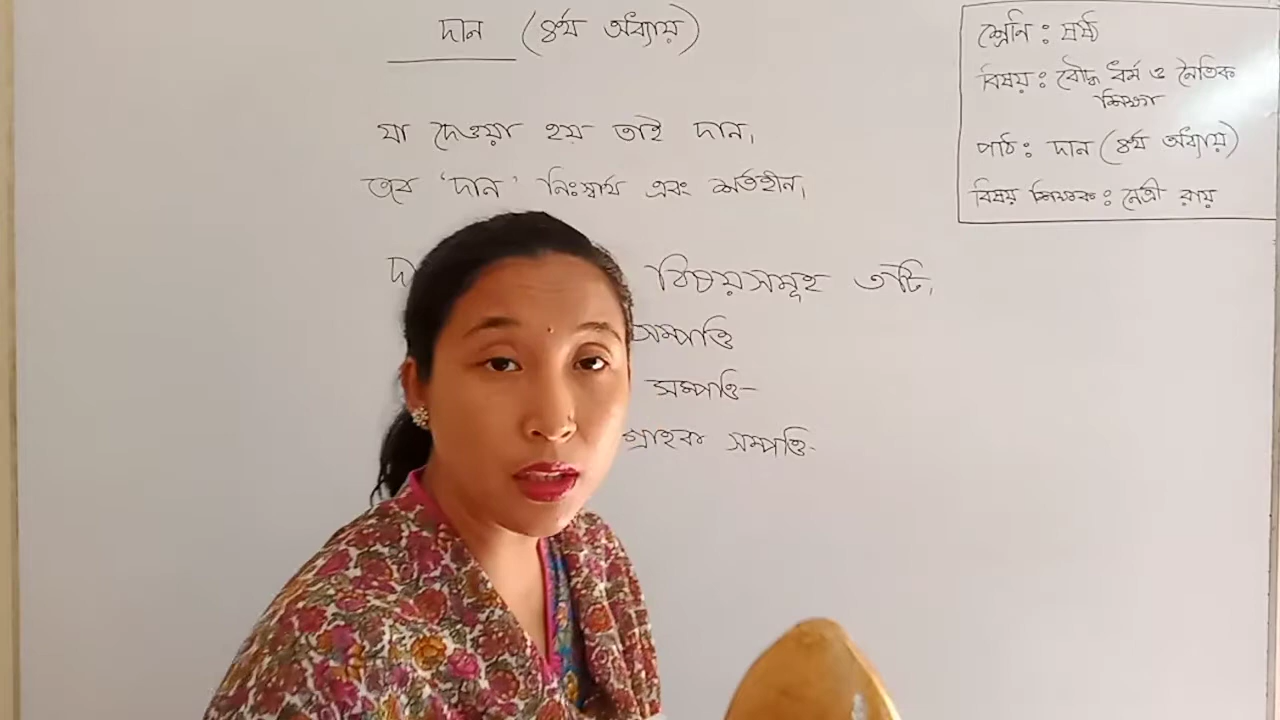 দান (৪র্থ অধ্যায়)
যা দেওয়া হয় তাই দান।
তবে 'দান' নিঃস্বার্থ এবং শর্তহীন।
বিষয়সমূহ ৩টি।
সম্পত্তি
সম্পত্তি-
গ্রাহক সম্পত্তি-
শ্রেনি : ষষ্ঠ
বিষয় : বৌদ্ধ ধর্ম ও নৈতিক
শিক্ষা
পাঠ : দান (৪র্থ অধ্যায়)
বিষয় শিক্ষক : নেত্রী রায়